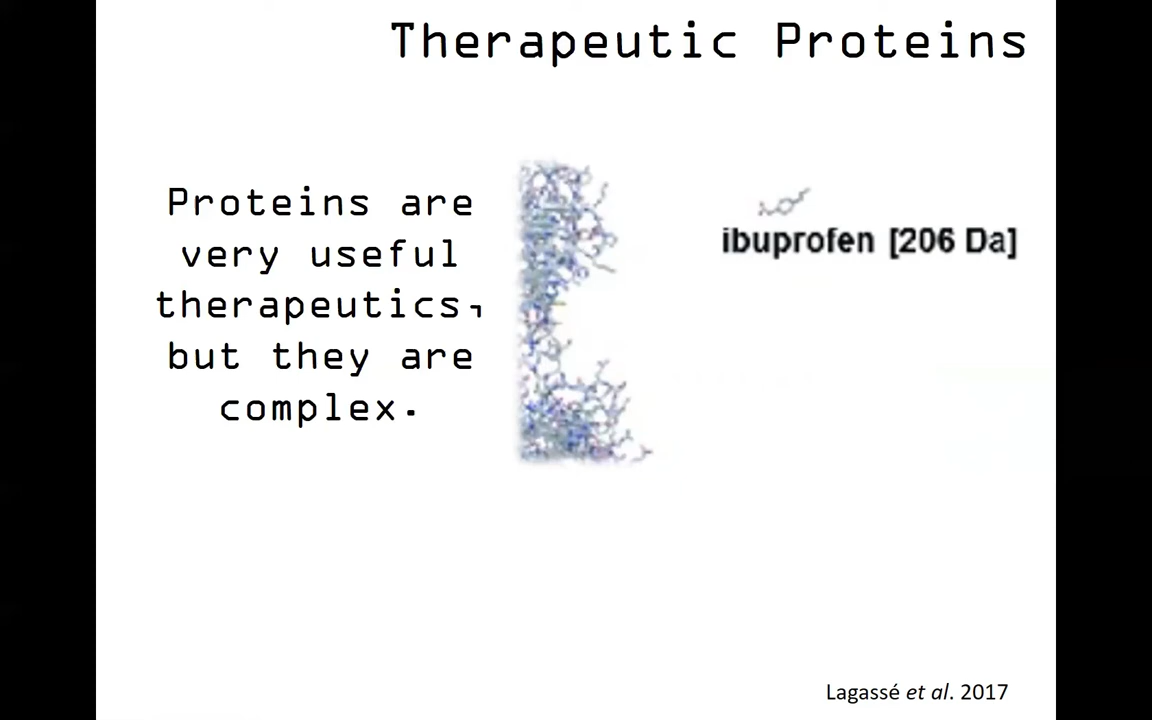 Therapeutic Proteins
Proteins are
very useful
therapeutics,
but they are
complex.
ibuprofen [206 Da]
Lagassé et al. 2017